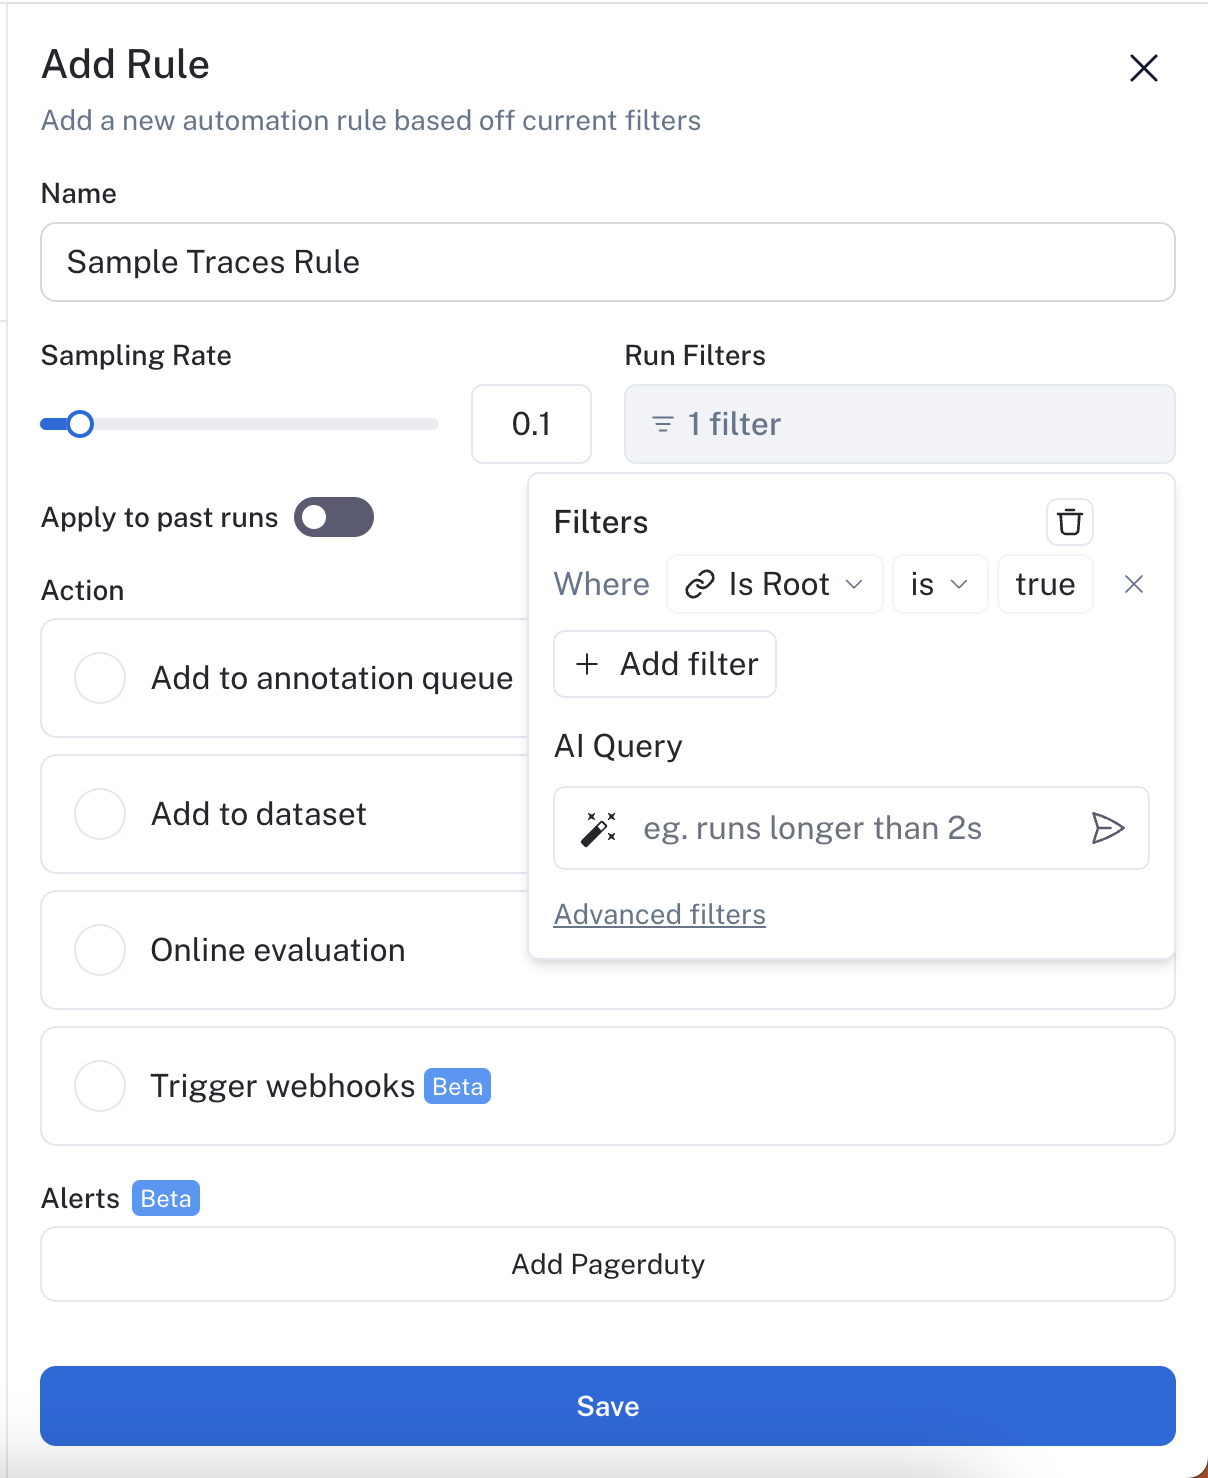 Add Rule
Add a new automation rule based off current filters
Name
Sample Traces Rule
Sampling Rate
Run Filters
0.1
1 filter
Apply to past runs
Filters
Where Is Root is true
Add filter
AI Query
eg. runs longer than 2s
Advanced filters
Action
Add to annotation queue
Add to dataset
Online evaluation
Trigger webhooks Beta
Alerts Beta
Add Pagerduty
Save